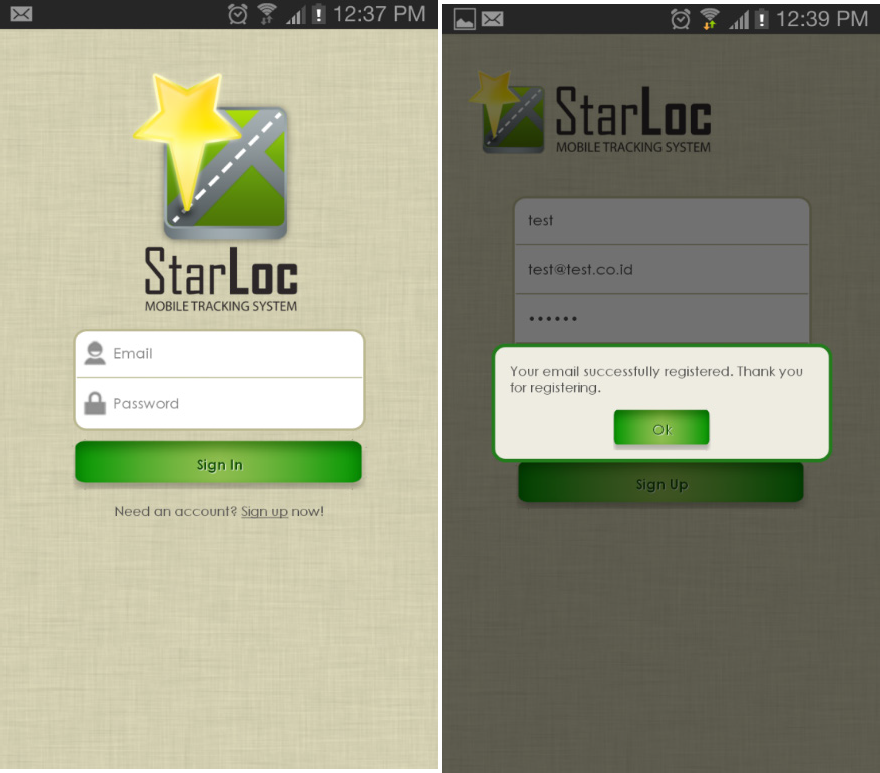 12:37 PM
StarLoc
MOBILE TRACKING SYSTEM
Email
Password
Sign In
Need an account? Sign up now!
12:39 PM
StarLoc
MOBILE TRACKING SYSTEM
test
test@test.co.id
••••••
Your email successfully registered. Thank you
for registering.
Ok
Sign Up